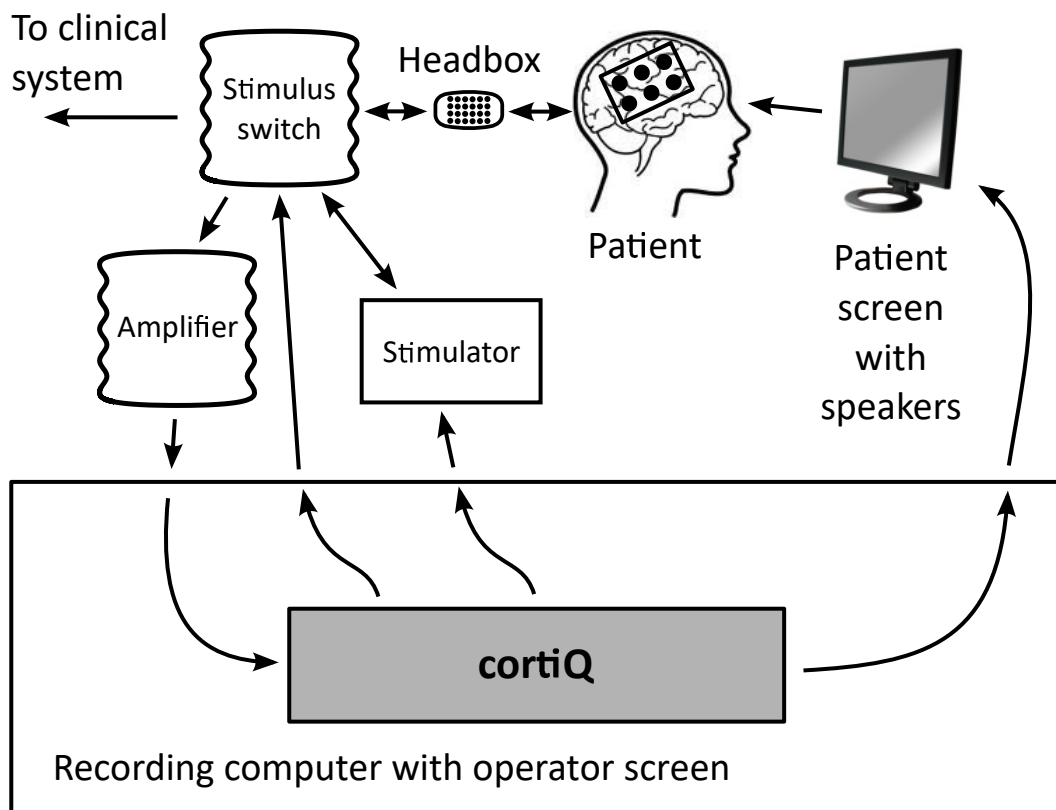 To clinical
system
Stimulus
switch
Headbox
Patient
Patient
screen
with
speakers
Amplifier
Stimulator
cortiQ
Recording computer with operator screen